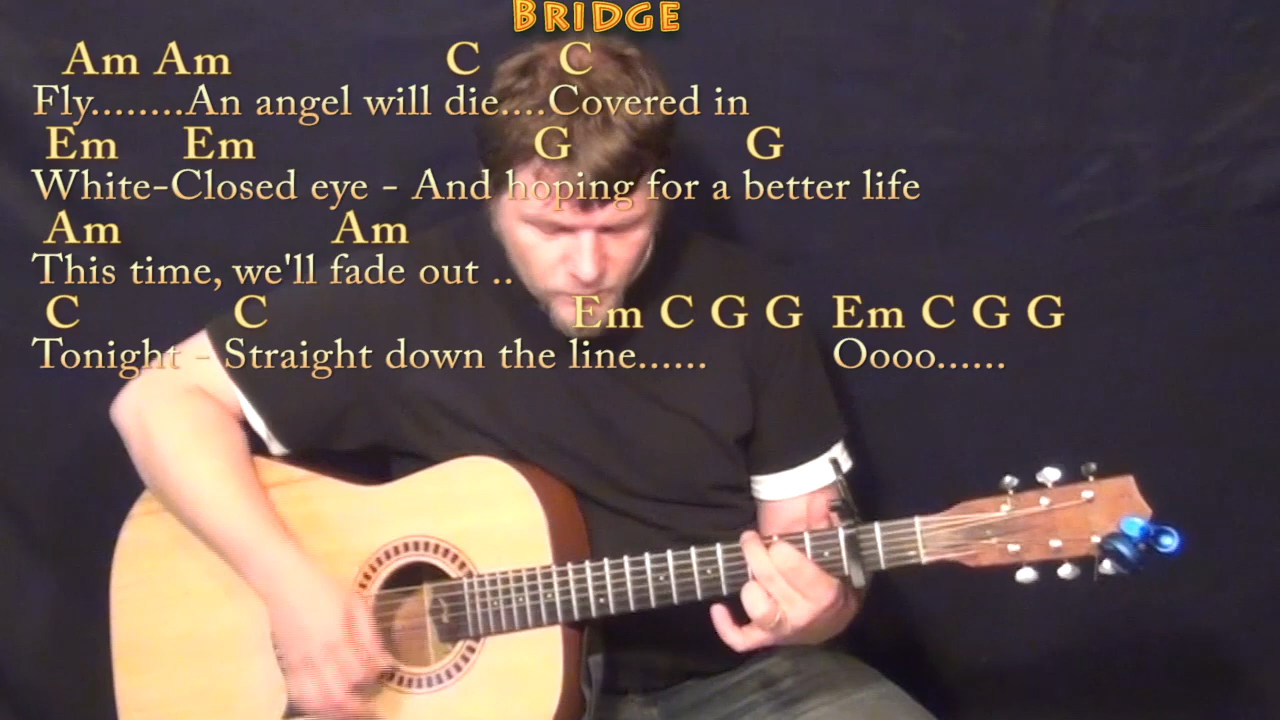 BRIDGE
Am Am C C
Fly........An angel will die....Covered in
Em Em G G
White-Closed eye - And hoping for a better life
Am Am
This time, we'll fade out ..
C C Em C G G Em C G G
Tonight - Straight down the line...... Oooo......